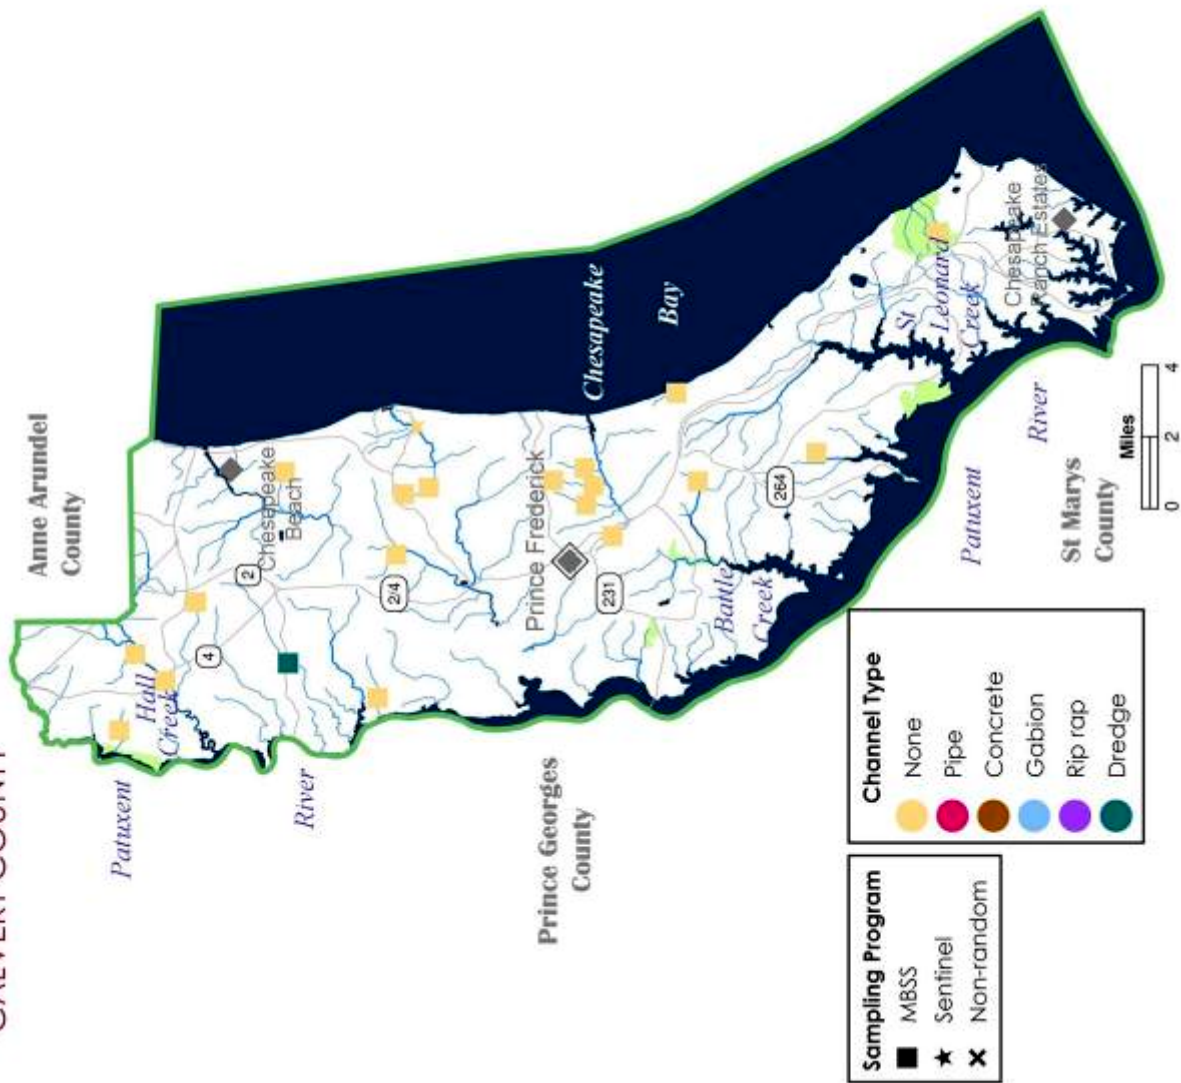 CALVERT COUNTY
Anne Arundel
County
Patuxent
Hall
Creek
4
2
Chesapeake
Beach
River
2/4
Prince Georges
County
Prince Frederick
Chesapeake
Bay
231
Battle
Creek
264
St
Leonard
Creek
Chesapeake
Ranch Estates
Patuxent
River
St Marys
County
Miles
0 2 4
Sampling Program
MBSS
Sentinel
Non-random
Channel Type
None
Pipe
Concrete
Gabion
Rip rap
Dredge